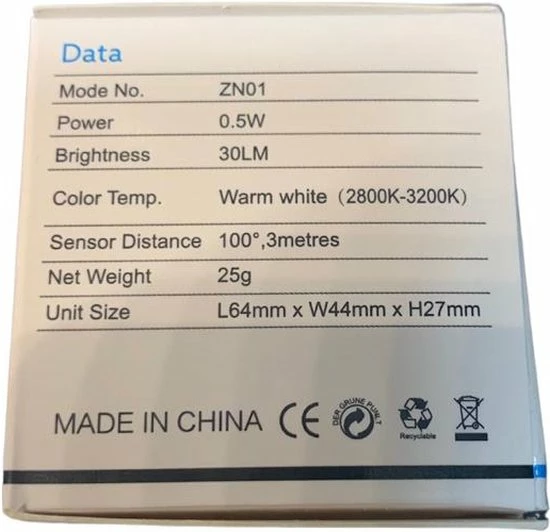 Data
Mode No. ZN01
Power 0.5W
Brightness 30LM
Color Temp. Warm white（2800K-3200K）
Sensor Distance 100°,3metres
Net Weight 25g
Unit Size L64mm x W44mm x H27mm
MADE IN CHINA CE DER GRÜNE PUNKT Recyclable